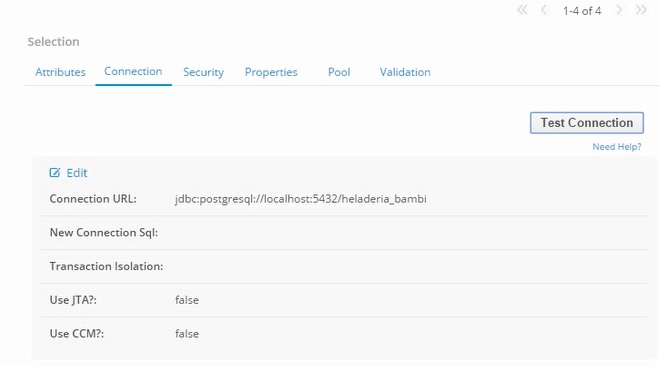 1-4 of 4
Selection
Attributes Connection Security Properties Pool Validation
Test Connection
Need Help?
Edit
Connection URL: jdbc:postgresql://localhost:5432/heladeria_bambi
New Connection Sql:
Transaction Isolation:
Use JTA?: false
Use CCM?: false